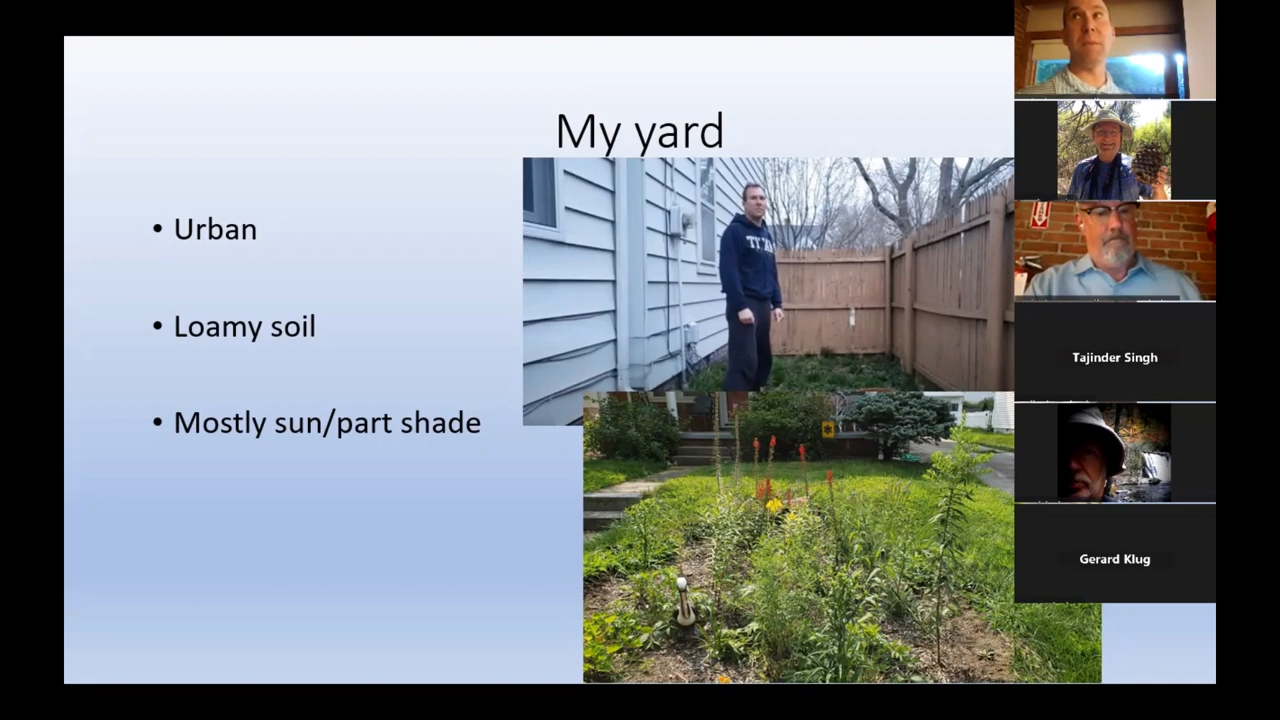 My yard
• Urban
• Loamy soil
• Mostly sun/part shade
Tajinder Singh
Gerard Klug